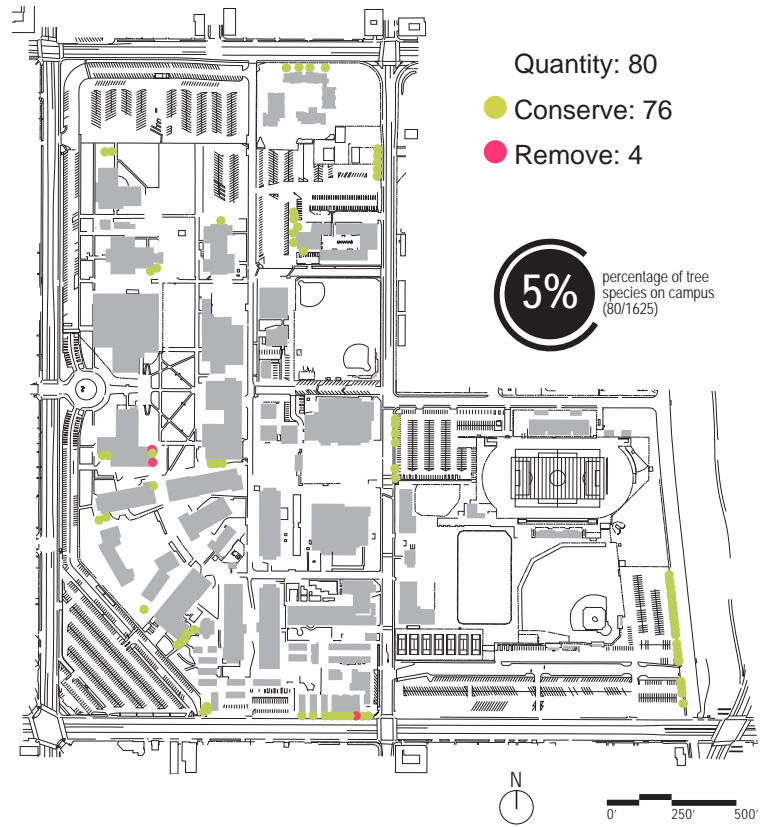 Quantity: 80
Conserve: 76
Remove: 4
5%
percentage of tree
species on campus
(80/1625)
N
0' 250' 500'